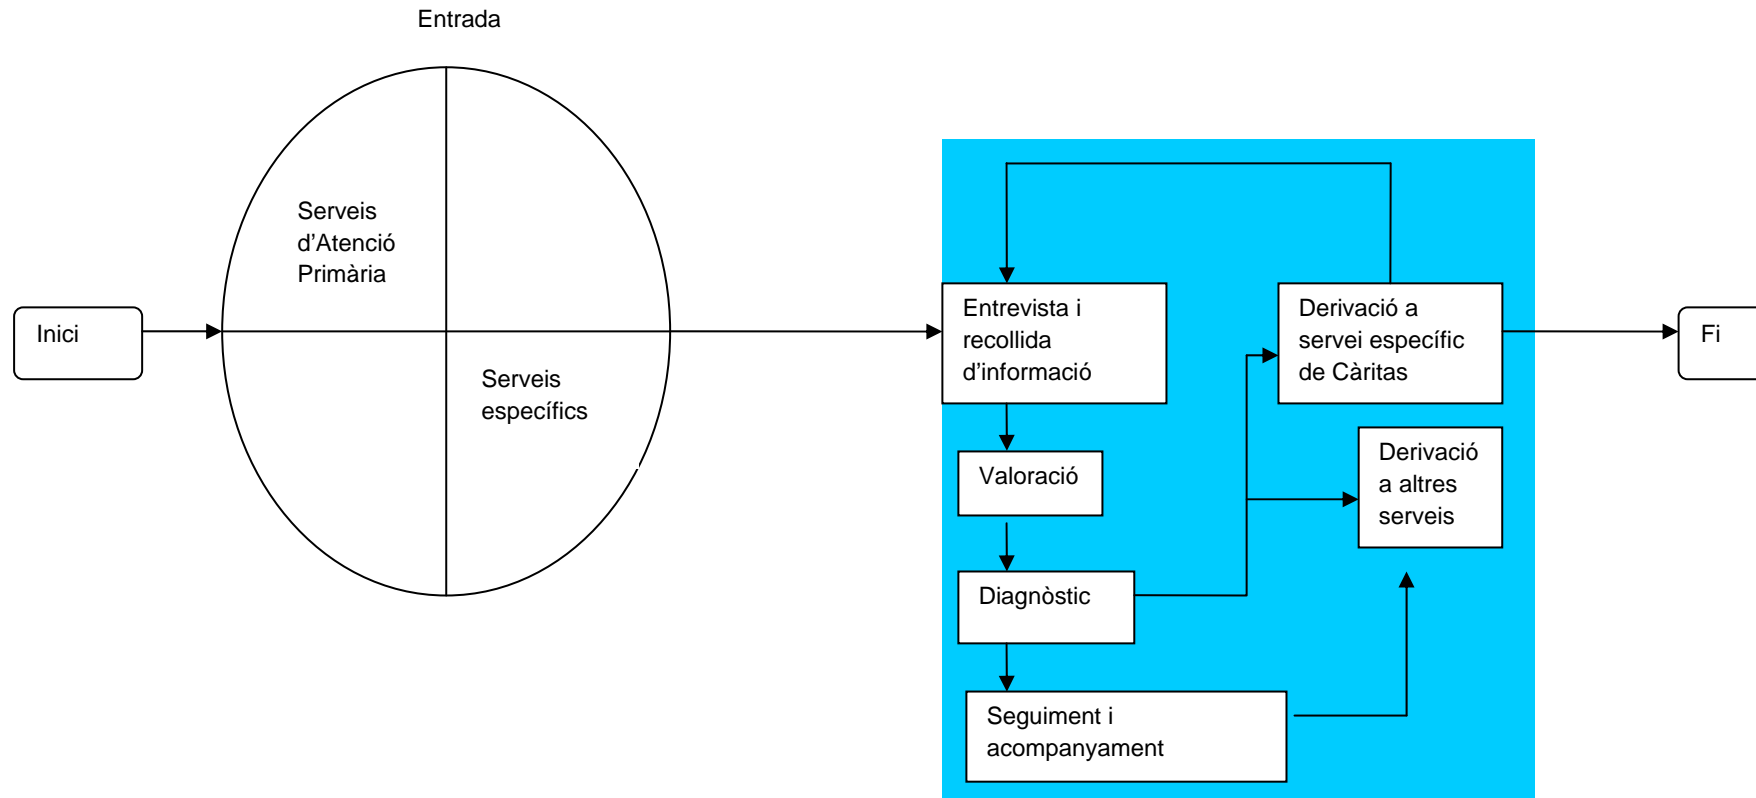 Entrada
Serveis
d’Atenció
Primària
Inici
Serveis
específics
Entrevista i
recollida
d’informació
Derivació a
servei específic
de Càritas
Fi
Valoració
Derivació
a altres
serveis
Diagnòstic
Seguiment i
acompanyament